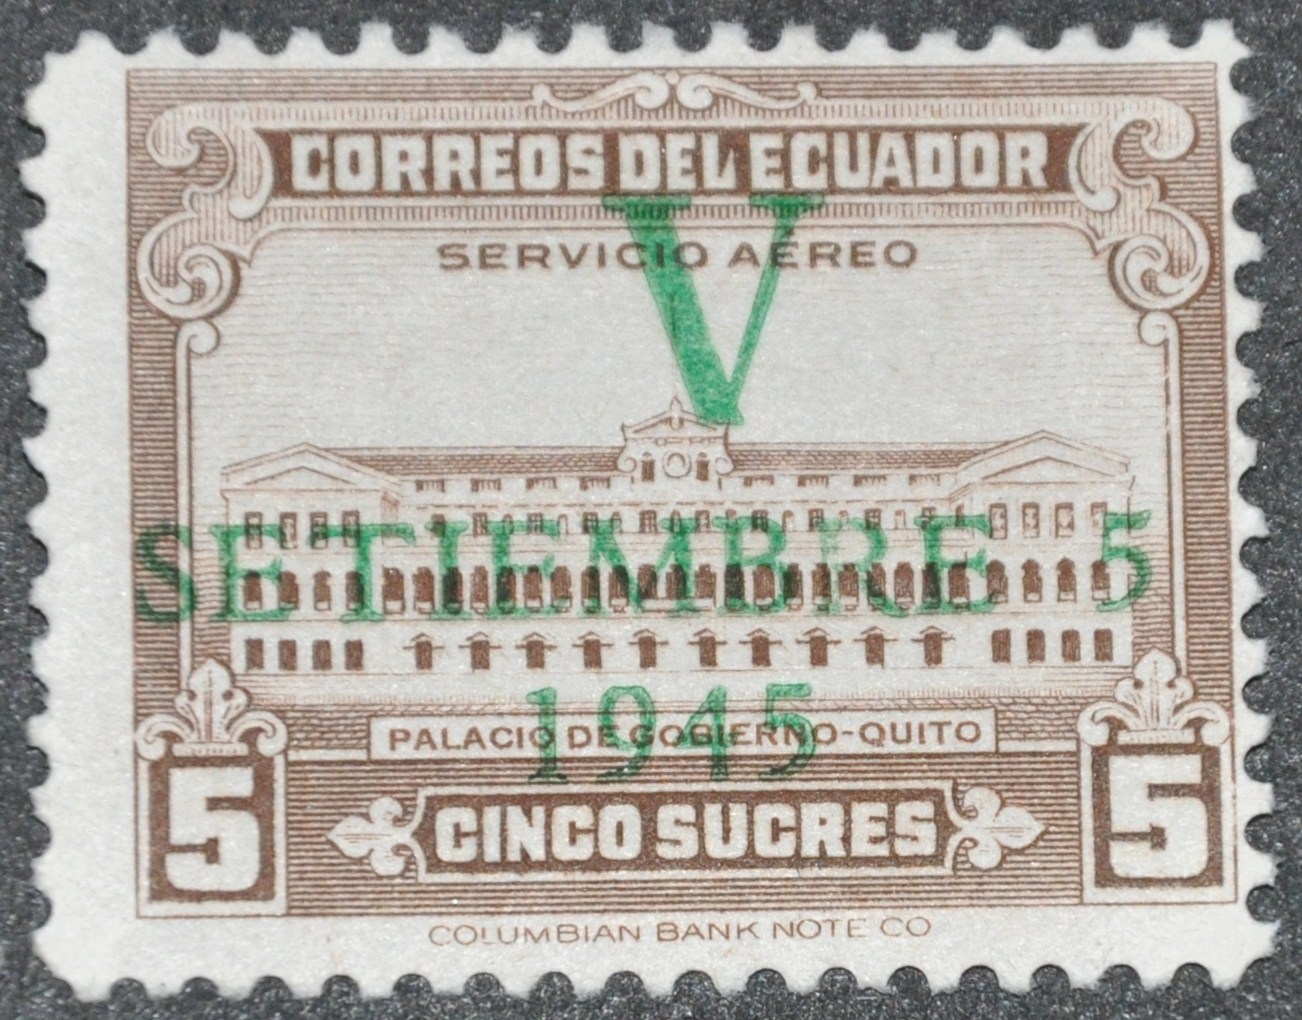 CORREOS DEL ECUADOR
V
SERVICIO AÉREO
SETIEMBRE 5
1945
PALACIO DE GOBIERNO-QUITO
5 CINCO SUCRES 5
COLUMBIAN BANK NOTE CO